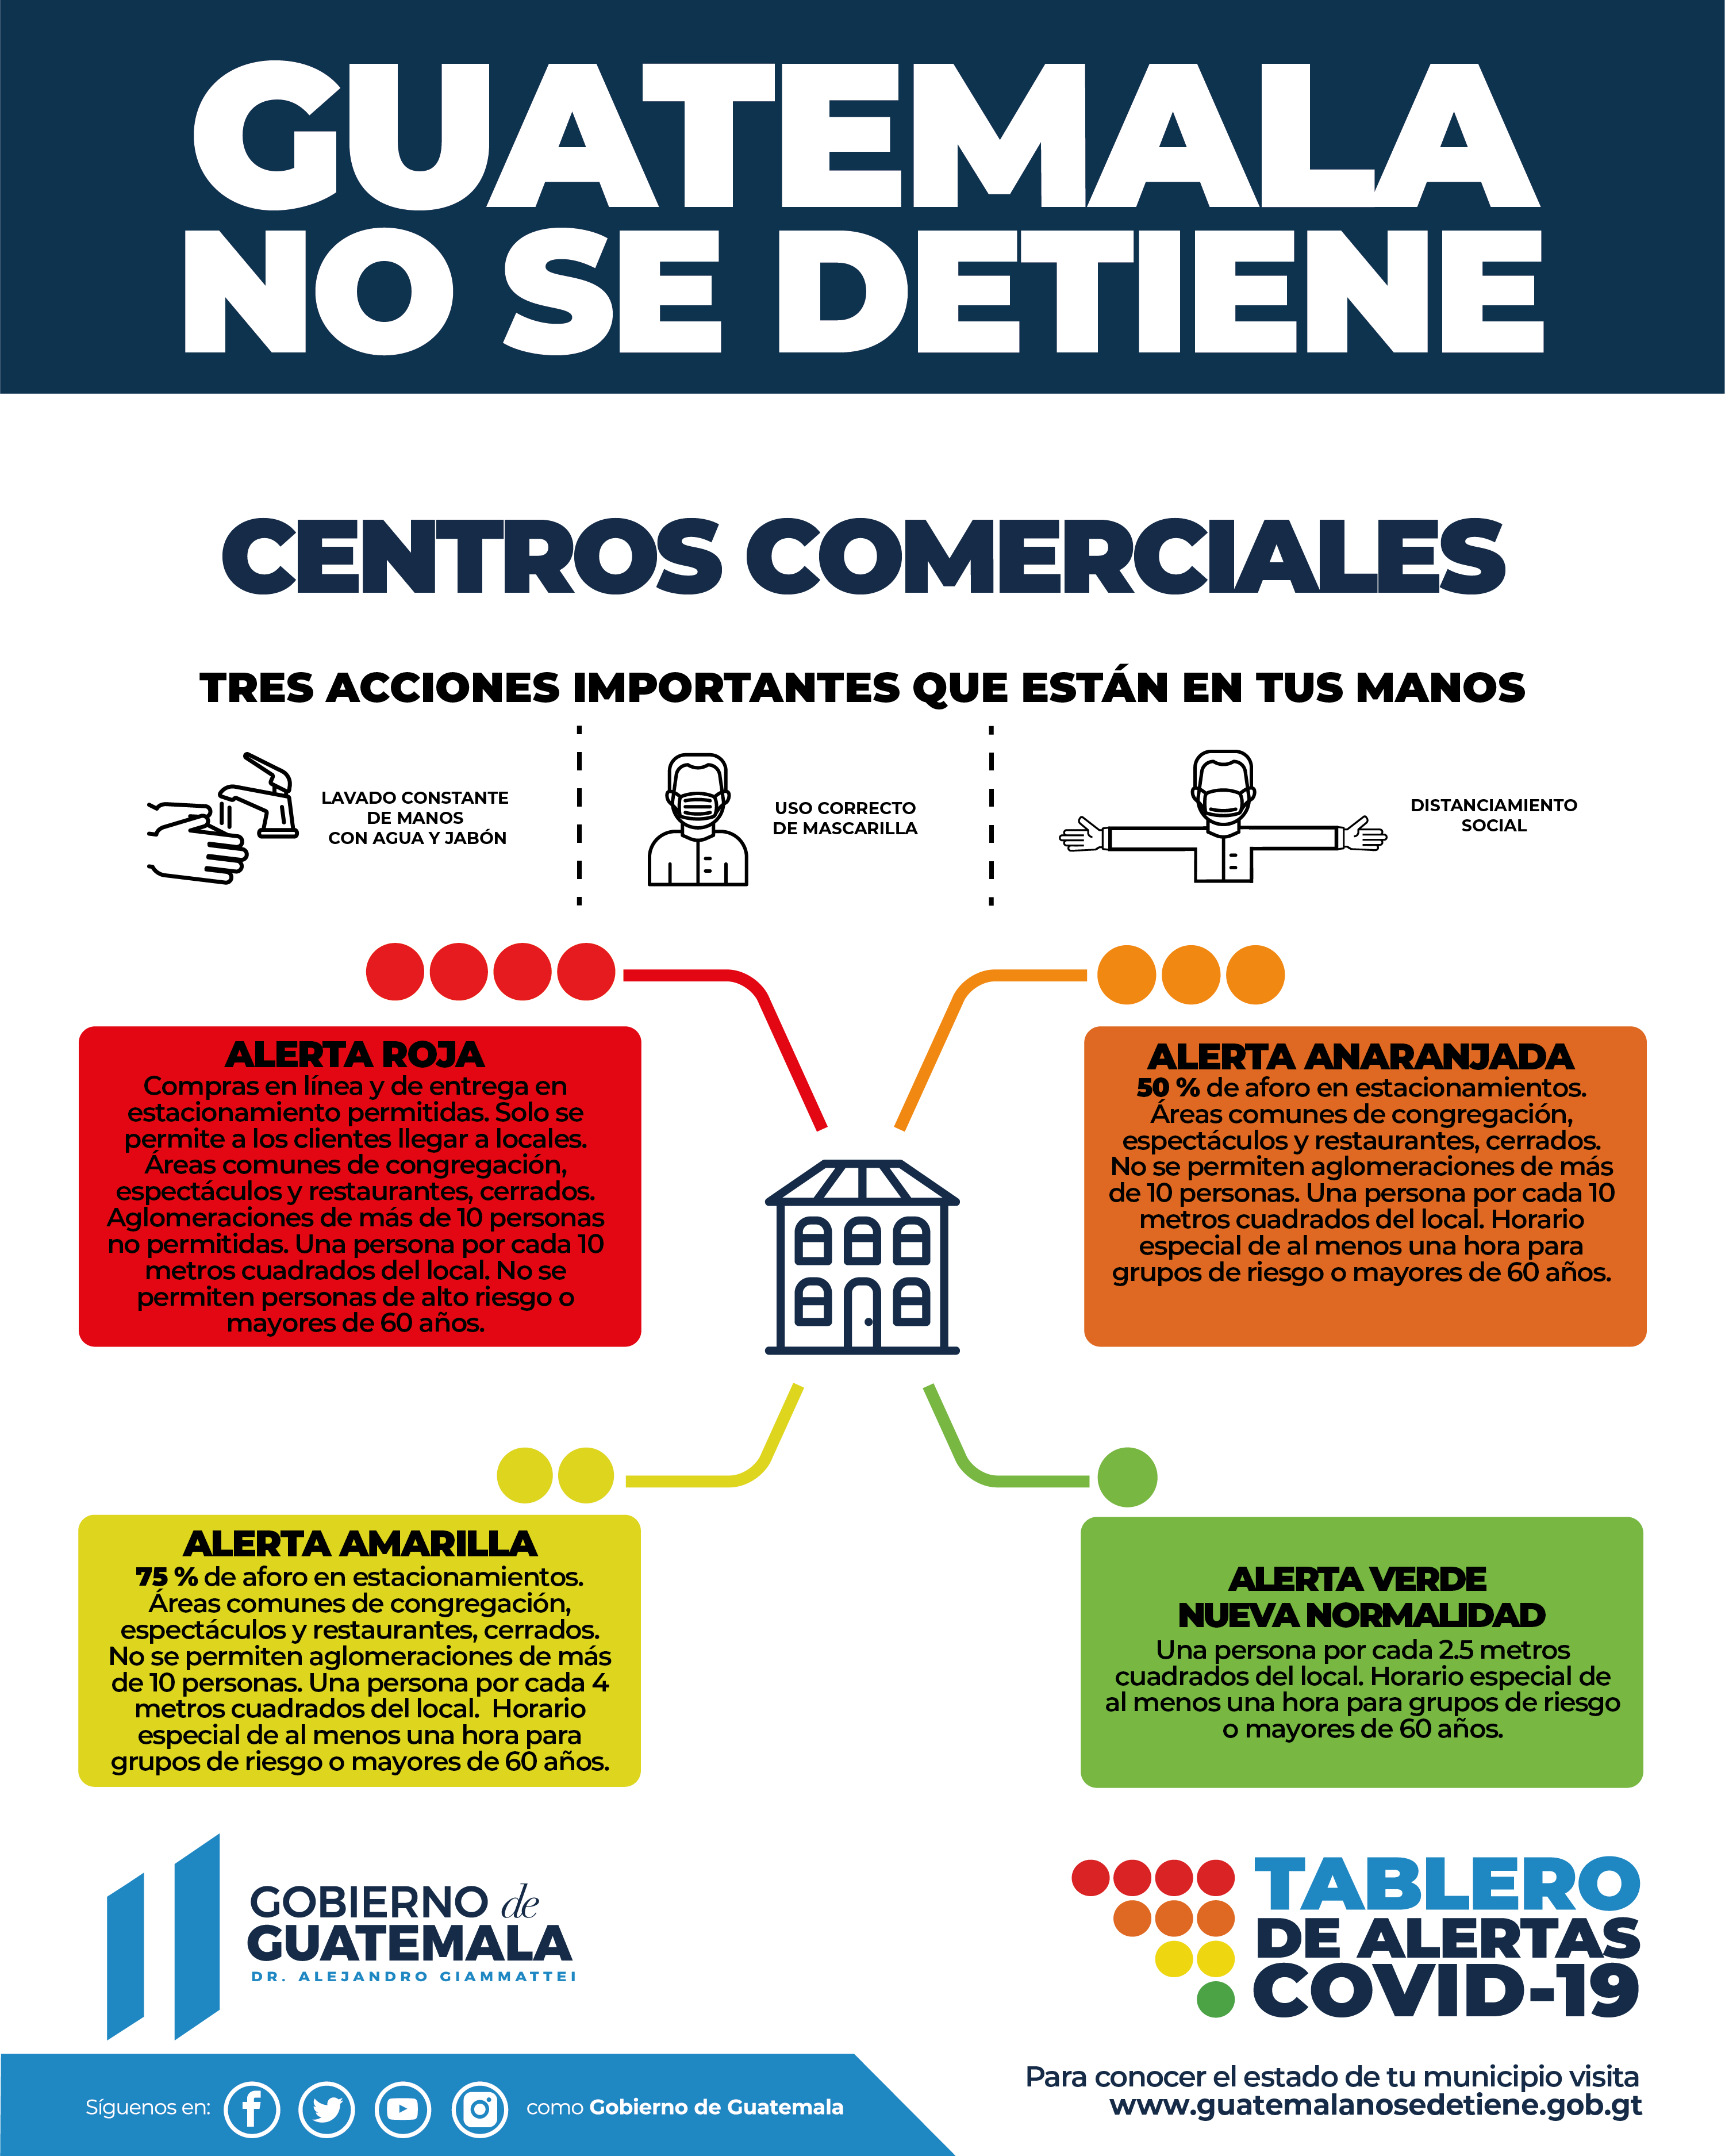 GUATEMALA
NO SE DETIENE
CENTROS COMERCIALES
TRES ACCIONES IMPORTANTES QUE ESTÁN EN TUS MANOS
LAVADO CONSTANTE
DE MANOS
CON AGUA Y JABÓN
USO CORRECTO
DE MASCARILLA
DISTANCIAMIENTO
SOCIAL
ALERTA ROJA
Compras en línea y de entrega en
estacionamiento permitidas. Solo se
permite a los clientes llegar a locales.
Áreas comunes de congregación,
espectáculos y restaurantes, cerrados.
Aglomeraciones de más de 10 personas
no permitidas. Una persona por cada 10
metros cuadrados del local. No se
permiten personas de alto riesgo o
mayores de 60 años.
ALERTA ANARANJADA
50 % de aforo en estacionamientos.
Áreas comunes de congregación,
espectáculos y restaurantes, cerrados.
No se permiten aglomeraciones de más
de 10 personas. Una persona por cada 10
metros cuadrados del local. Horario
especial de al menos una hora para
grupos de riesgo o mayores de 60 años.
ALERTA AMARILLA
75 % de aforo en estacionamientos.
Áreas comunes de congregación,
espectáculos y restaurantes, cerrados.
No se permiten aglomeraciones de más
de 10 personas. Una persona por cada 4
metros cuadrados del local. Horario
especial de al menos una hora para
grupos de riesgo o mayores de 60 años.
ALERTA VERDE
NUEVA NORMALIDAD
Una persona por cada 2.5 metros
cuadrados del local. Horario especial de
al menos una hora para grupos de riesgo
o mayores de 60 años.
GOBIERNO de
GUATEMALA
DR. ALEJANDRO GIAMMATTEI
TABLERO
DE ALERTAS
COVID-19
Para conocer el estado de tu municipio visita
www.guatemalanosedetiene.gob.gt
Síguenos en: como Gobierno de Guatemala